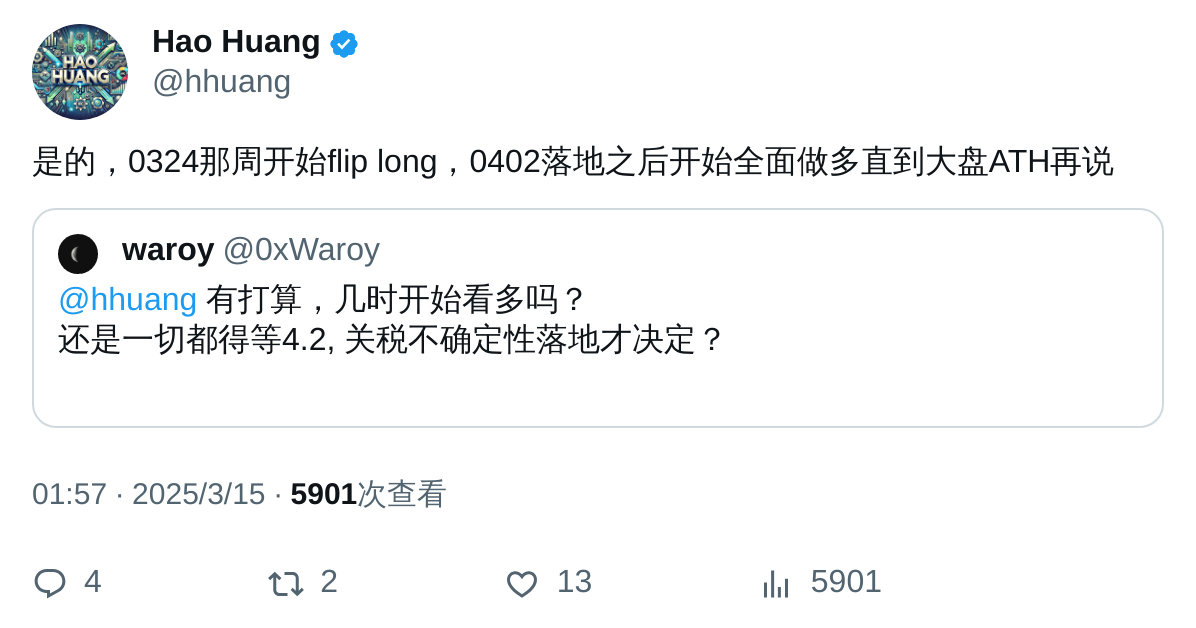 HAO
HUANG
Hao Huang
@hhuang
是的，0324那周开始flip long，0402落地之后开始全面做多直到大盘ATH再说
waroy @0xWaroy
@hhuang 有打算，几时开始看多吗？
还是一切都得等4.2, 关税不确定性落地才决定？
01:57 · 2025/3/15 · 5901次查看
4 2 13 5901